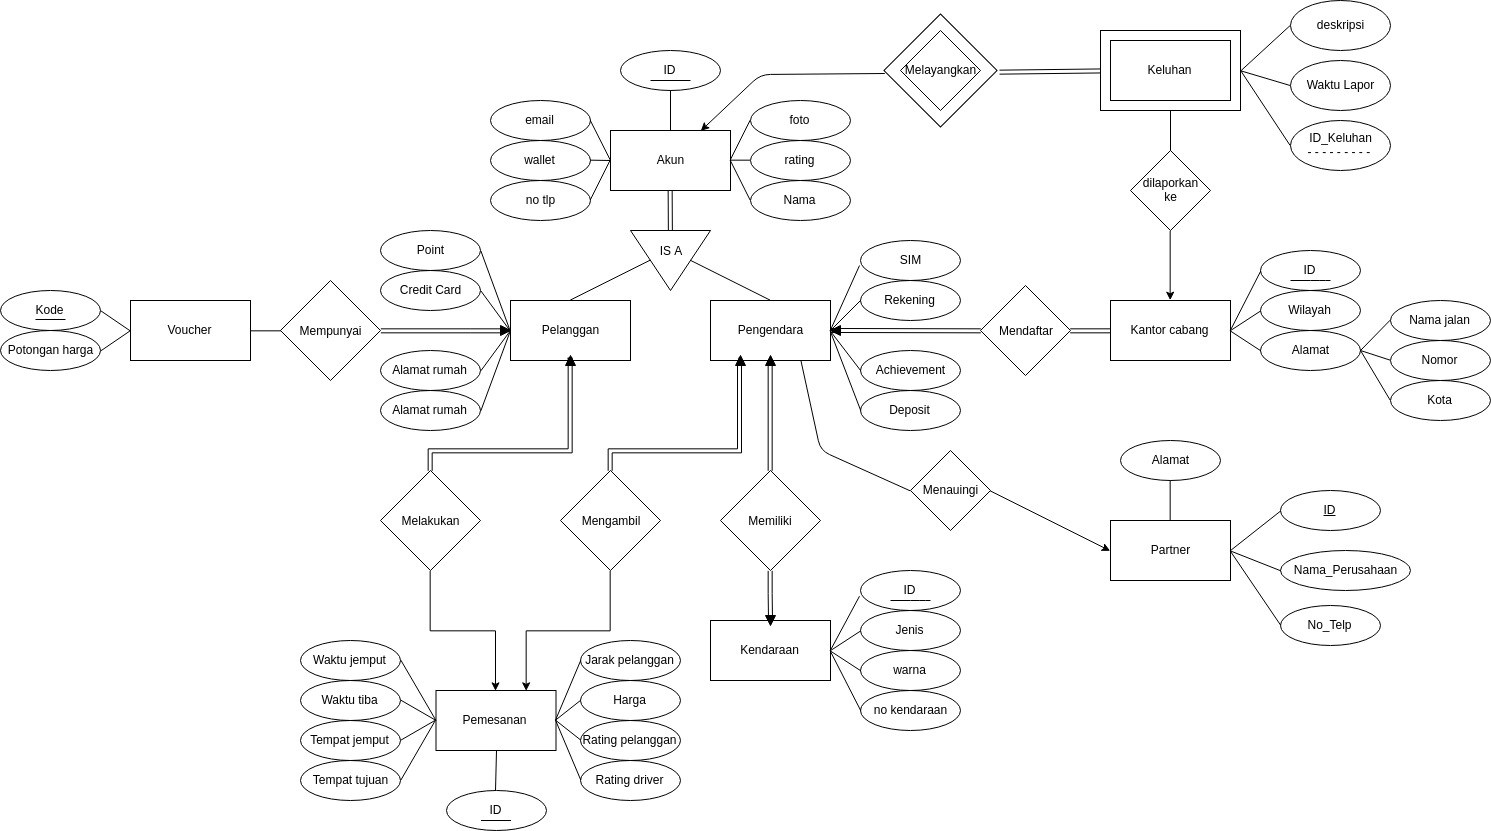 deskripsi
Melayangkan
Keluhan
ID
Waktu Lapor
email
foto
ID_Keluhan
wallet
Akun
rating
no tlp
Nama
dilaporkan
ke
Point
IS A
SIM
ID
Credit Card
Rekening
Kode
Wilayah
Nama jalan
Voucher
Mempunyai
Pelanggan
Pengendara
Mendaftar
Kantor cabang
Potongan harga
Alamat
Nomor
Alamat rumah
Achievement
Kota
Alamat rumah
Deposit
Alamat
Menauingi
ID
Melakukan
Mengambil
Memiliki
Partner
Nama_Perusahaan
ID
No_Telp
Jenis
Waktu jemput
Jarak pelanggan
Kendaraan
warna
Waktu tiba
Harga
no kendaraan
Pemesanan
Tempat jemput
Rating pelanggan
Tempat tujuan
Rating driver
ID